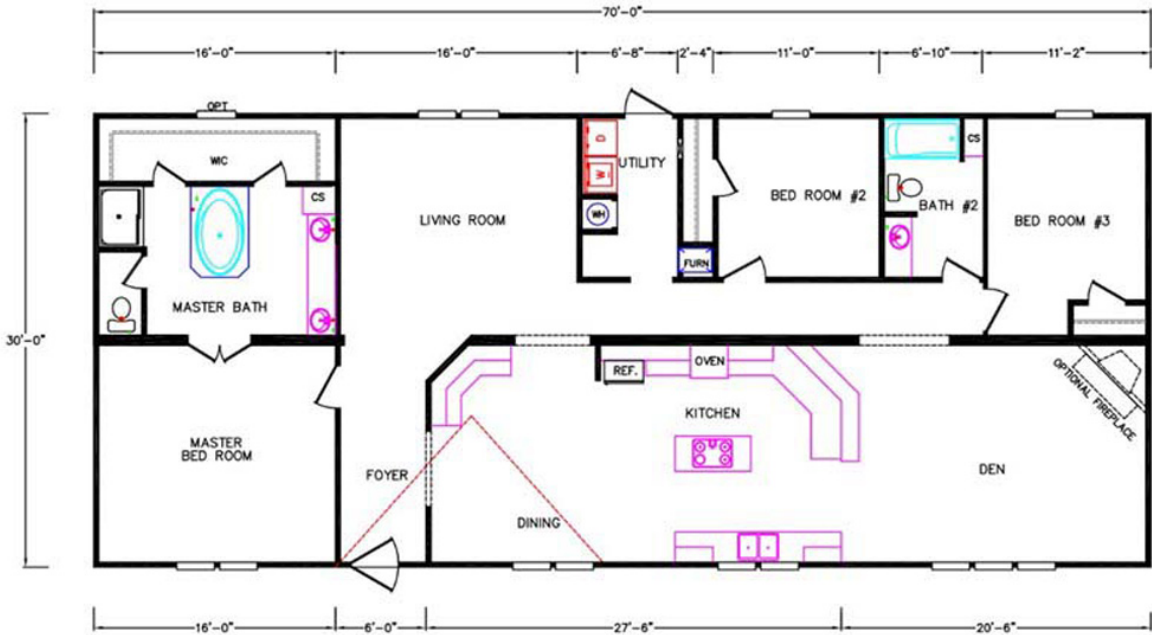 70'-0"
16'-0"
16'-0"
6'-8"
2'-4"
11'-0"
6'-10"
11'-2"
30'-0"
OPT
WIC
CS
MASTER BATH
LIVING ROOM
D
W
UTILITY
WH
FURN
BED ROOM #2
CS
BATH #2
BED ROOM #3
MASTER
BED ROOM
FOYER
DINING
REF.
OVEN
KITCHEN
DEN
OPTIONAL FIREPLACE
16'-0"
6'-0"
27'-6"
20'-6"